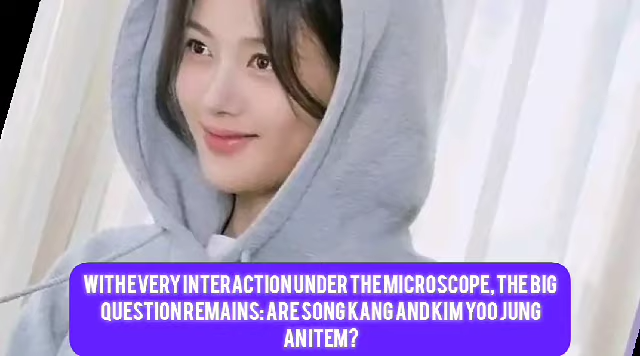 WITH EVERY INTERACTION UNDER THE MICROSCOPE, THE BIG
QUESTION REMAINS: ARE SONG KANG AND KIM YOO JUNG
AN ITEM?